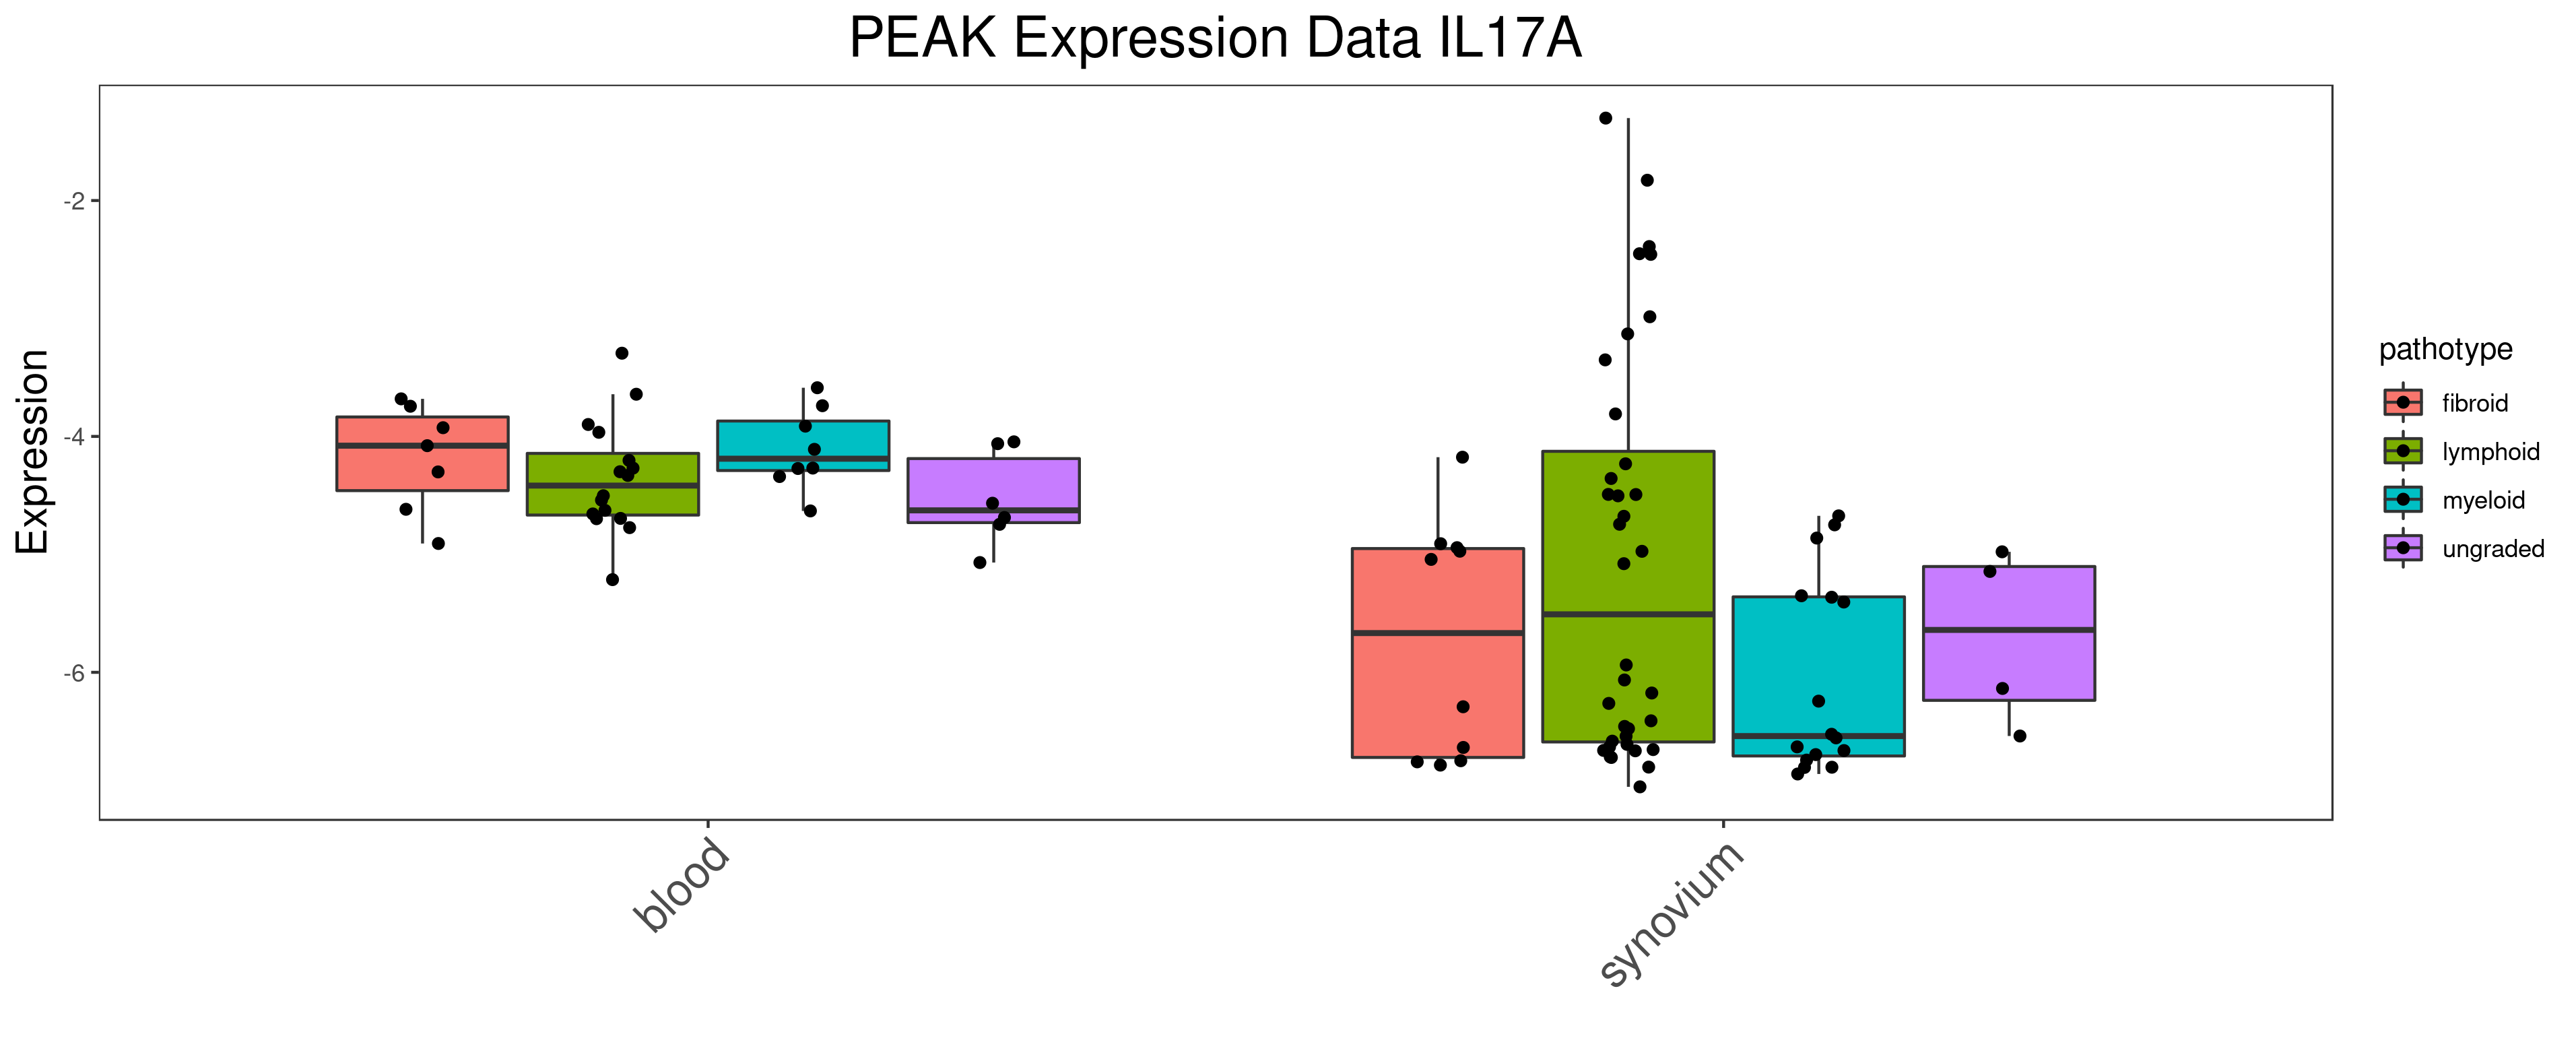 PEAK Expression Data IL17A
Expression
-2
-4
-6
blood
synovium
pathotype
fibroid
lymphoid
myeloid
ungraded